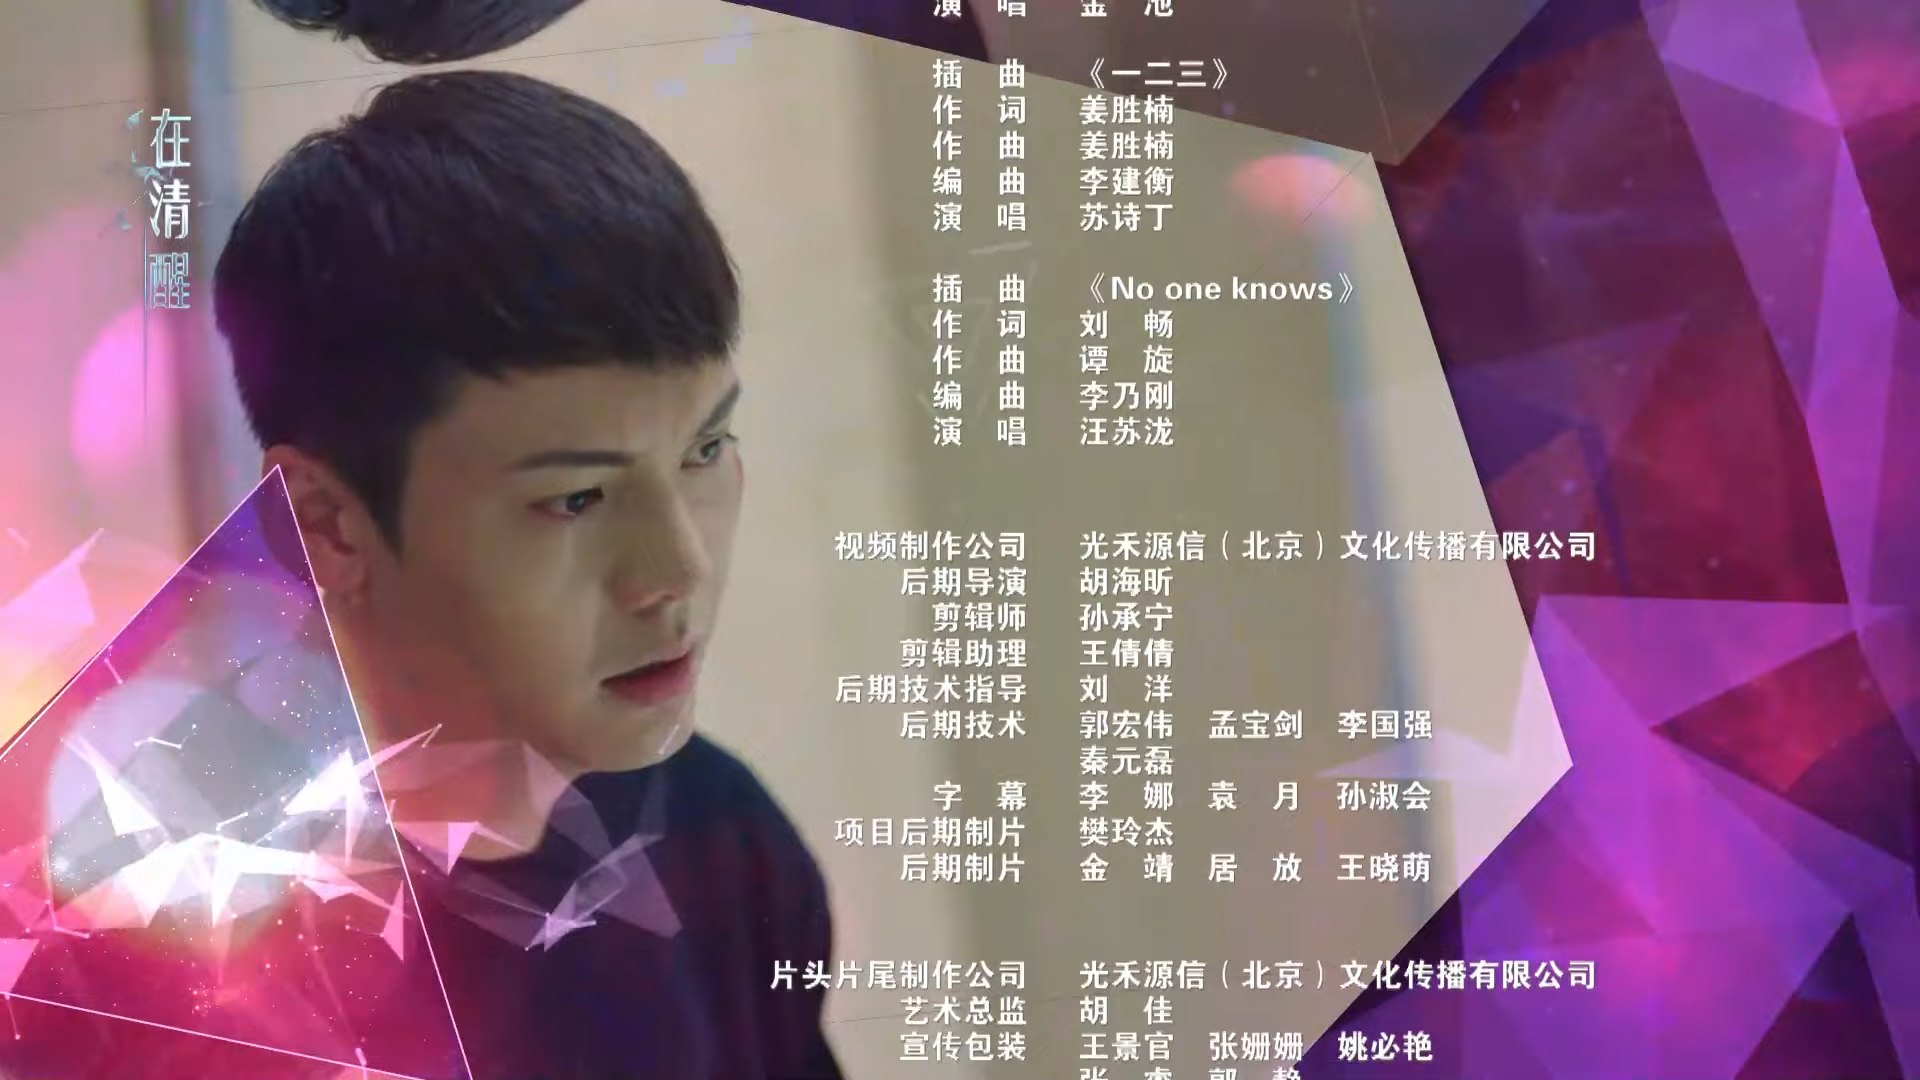 演 唱 金 池
插 曲 《一二三》
作 词 姜胜楠
作 曲 姜胜楠
编 曲 李建衡
演 唱 苏诗丁
插 曲 《No one knows》
作 词 刘 畅
作 曲 谭 旋
编 曲 李乃刚
演 唱 汪苏泷
视频制作公司 光禾源信（北京）文化传播有限公司
后期导演 胡海昕
剪辑师 孙承宁
剪辑助理 王倩倩
后期技术指导 刘 洋
后期技术 郭宏伟 孟宝剑 李国强
秦元磊
字 幕 李 娜 袁 月 孙淑会
项目后期制片 樊玲杰
后期制片 金 靖 居 放 王晓萌
片头片尾制作公司 光禾源信（北京）文化传播有限公司
艺术总监 胡 佳
宣传包装 王景官 张姗姗 姚必艳
在清醒